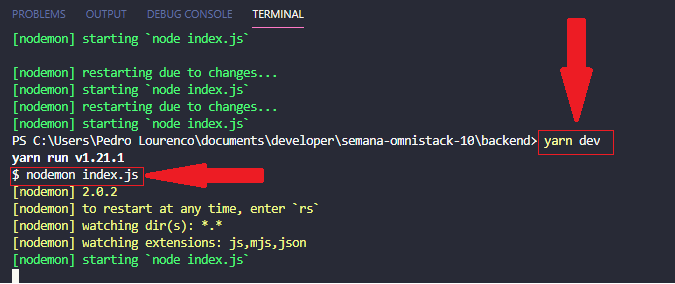 PROBLEMS OUTPUT DEBUG CONSOLE TERMINAL
[nodemon] starting `node index.js`
[nodemon] restarting due to changes...
[nodemon] starting `node index.js`
[nodemon] restarting due to changes...
[nodemon] starting `node index.js`
PS C:\Users\Pedro Lourenco\documents\developer\semana-omnistack-10\backend> yarn dev
yarn run v1.21.1
$ nodemon index.js
[nodemon] 2.0.2
[nodemon] to restart at any time, enter `rs`
[nodemon] watching dir(s): *.*
[nodemon] watching extensions: js,mjs,json
[nodemon] starting `node index.js`